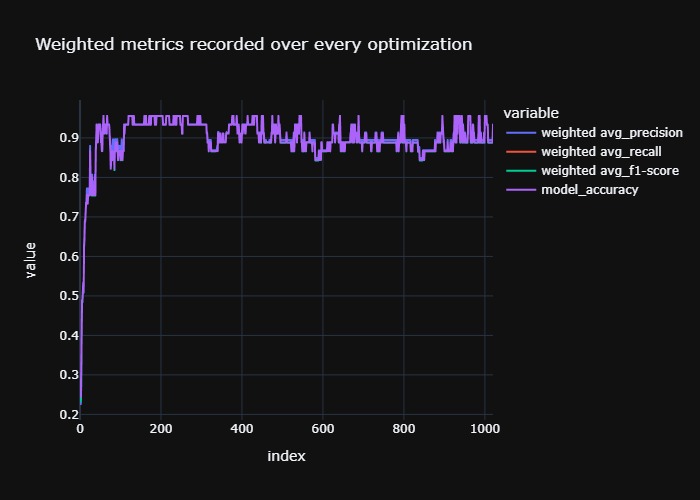 Weighted metrics recorded over every optimization
variable
weighted avg_precision
weighted avg_recall
weighted avg_f1-score
model_accuracy
value
0.9
0.8
0.7
0.6
0.5
0.4
0.3
0.2
0 200 400 600 800 1000
index